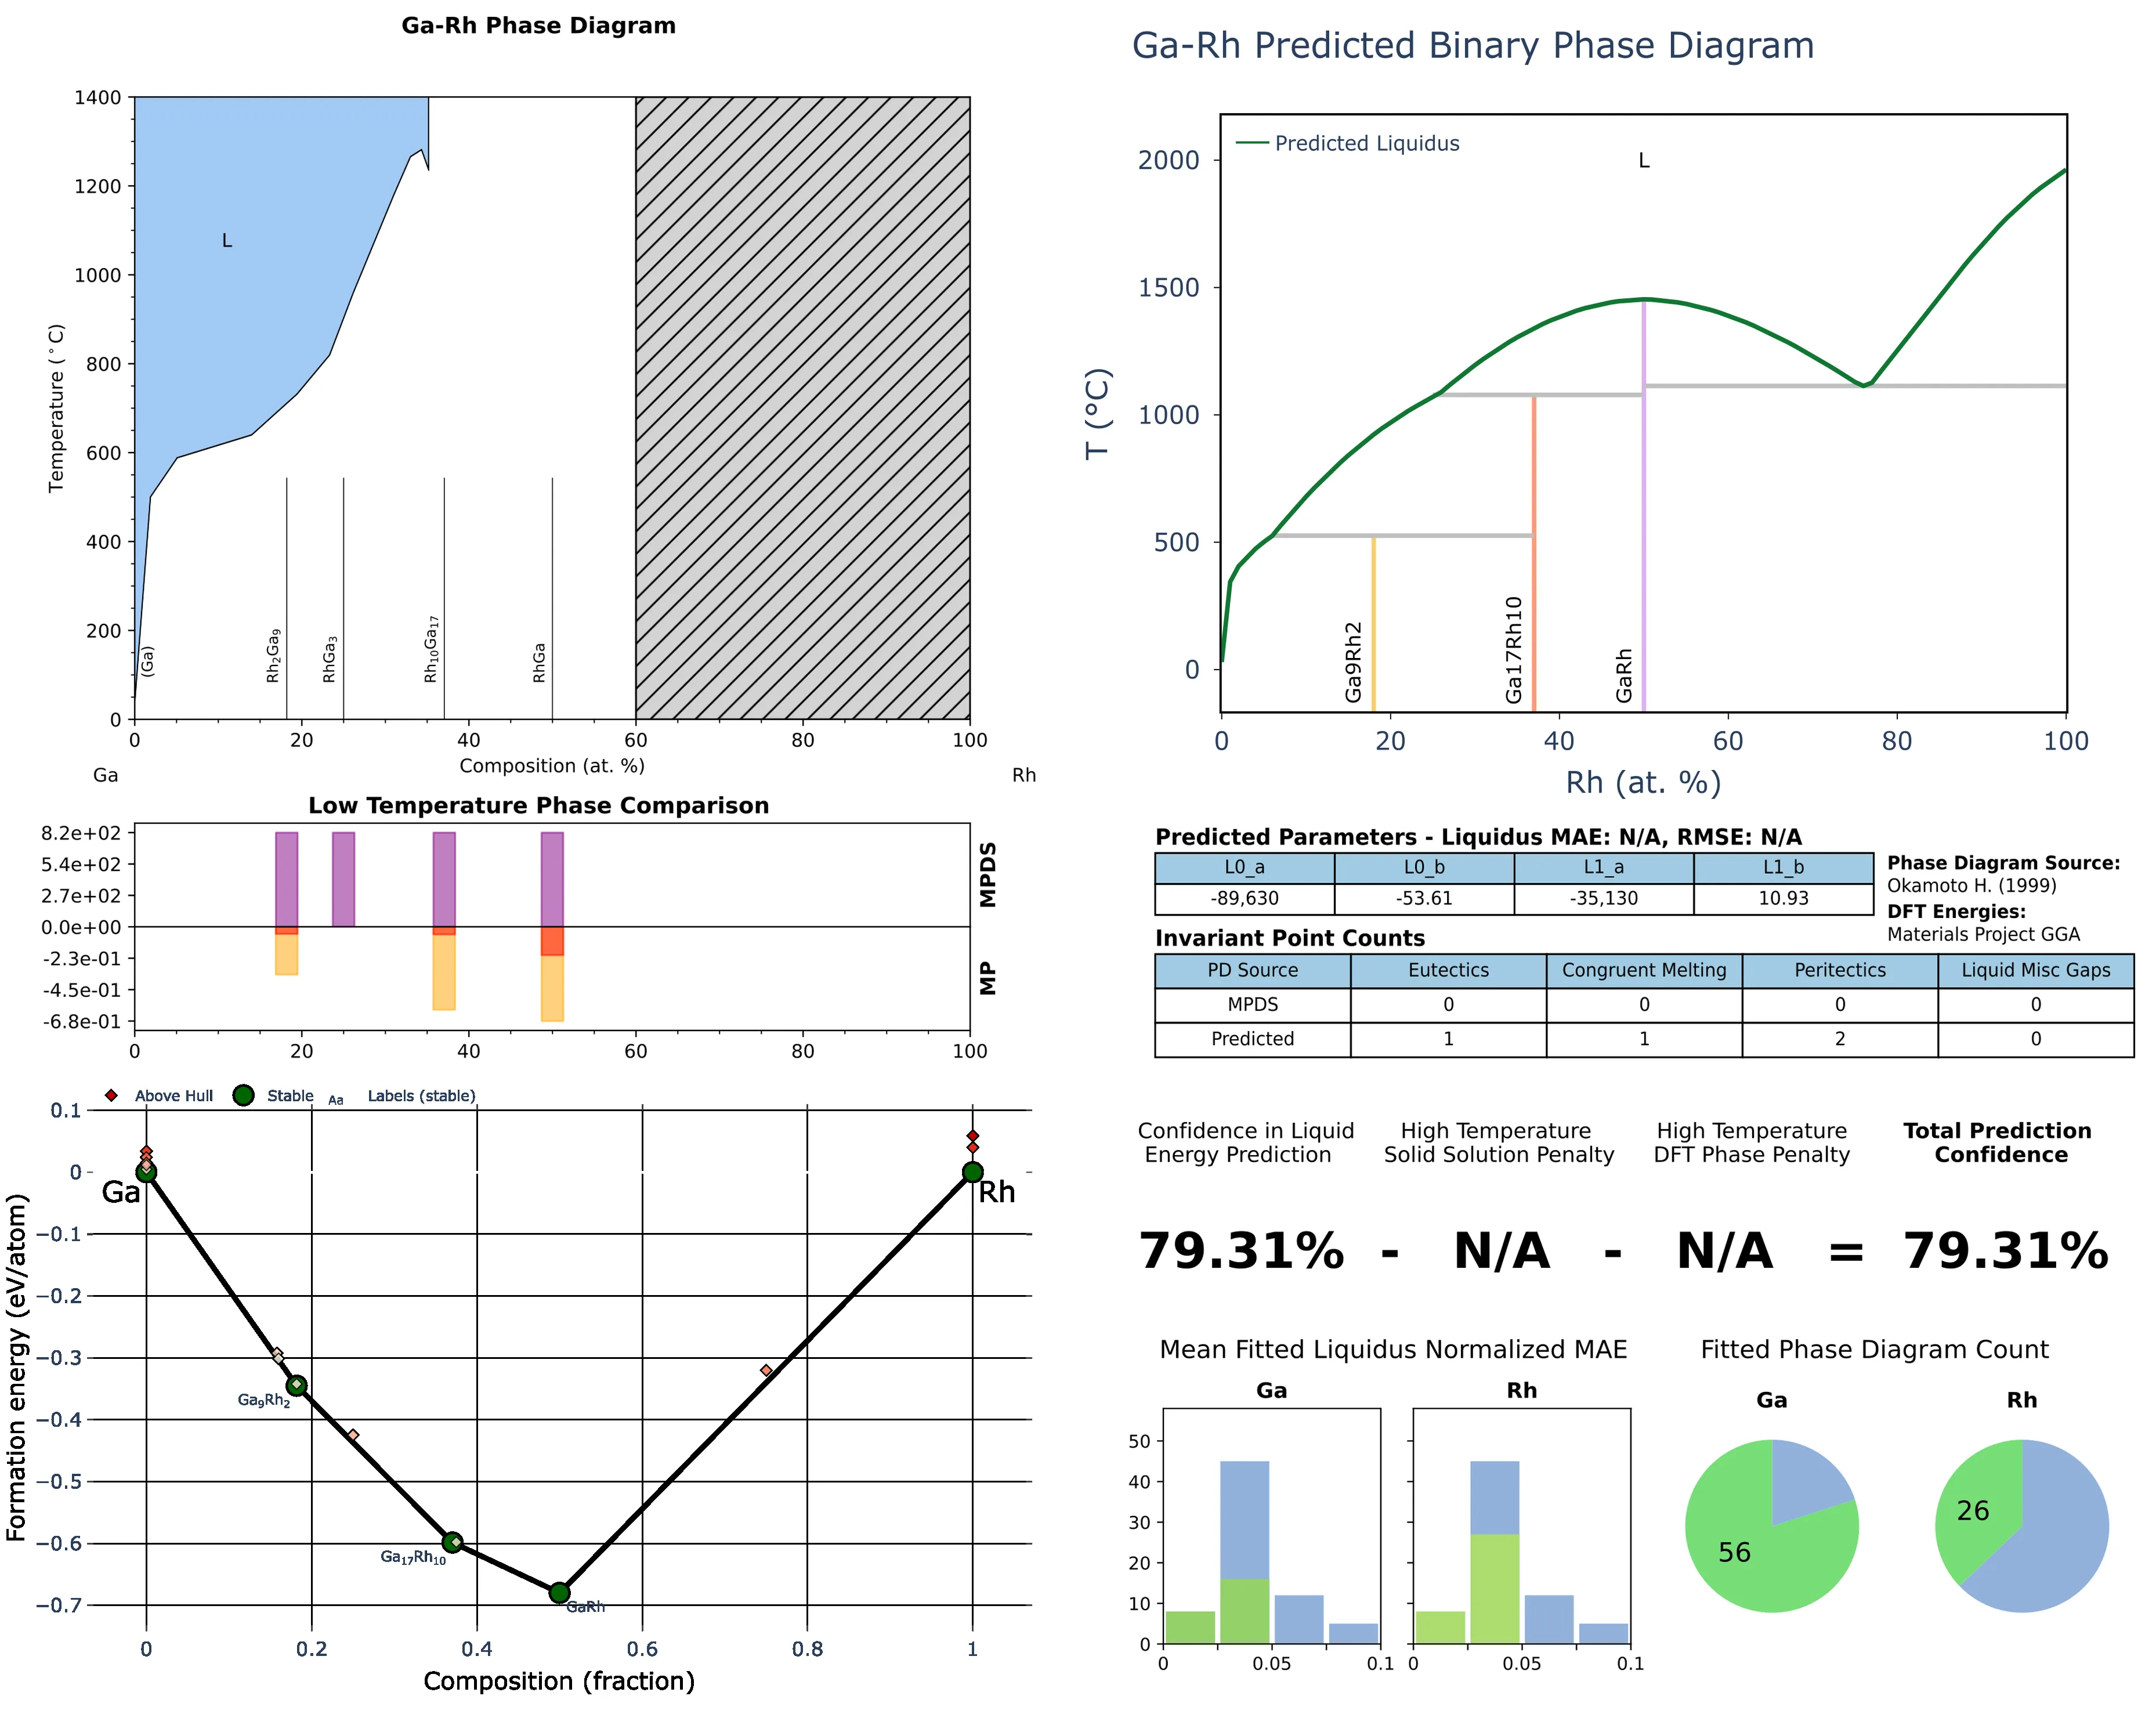 Ga-Rh Phase Diagram
1400
1200
1000
800
600
400
200
0
Temperature (°C)
L
(Ga)
Rh₂Ga₉
RhGa₃
Rh₁₀Ga₁₇
RhGa
0 20 40 60 80 100
Composition (at. %)
Ga Rh
Low Temperature Phase Comparison
8.2e+02
5.4e+02
2.7e+02
0.0e+00
-2.3e-01
-4.5e-01
-6.8e-01
MPDS
MP
0 20 40 60 80 100
Above Hull Stable Aa Labels (stable)
0.1
0
−0.1
−0.2
−0.3
−0.4
−0.5
−0.6
−0.7
Formation energy (eV/atom)
Ga
Rh
Ga₉Rh₂
Ga₁₇Rh₁₀
GaRh
0 0.2 0.4 0.6 0.8 1
Composition (fraction)
Ga-Rh Predicted Binary Phase Diagram
Predicted Liquidus
L
2000
1500
1000
500
0
T (°C)
Ga9Rh2
Ga17Rh10
GaRh
0 20 40 60 80 100
Rh (at. %)
Predicted Parameters - Liquidus MAE: N/A, RMSE: N/A
L0_a L0_b L1_a L1_b
-89,630 -53.61 -35,130 10.93
Phase Diagram Source:
Okamoto H. (1999)
DFT Energies:
Materials Project GGA
Invariant Point Counts
PD Source Eutectics Congruent Melting Peritectics Liquid Misc Gaps
MPDS 0 0 0 0
Predicted 1 1 2 0
Confidence in Liquid
Energy Prediction
High Temperature
Solid Solution Penalty
High Temperature
DFT Phase Penalty
Total Prediction
Confidence
79.31% - N/A - N/A = 79.31%
Mean Fitted Liquidus Normalized MAE
Ga
Rh
50
40
30
20
10
0
0 0.05 0.1
0 0.05 0.1
Fitted Phase Diagram Count
Ga
Rh
56
26